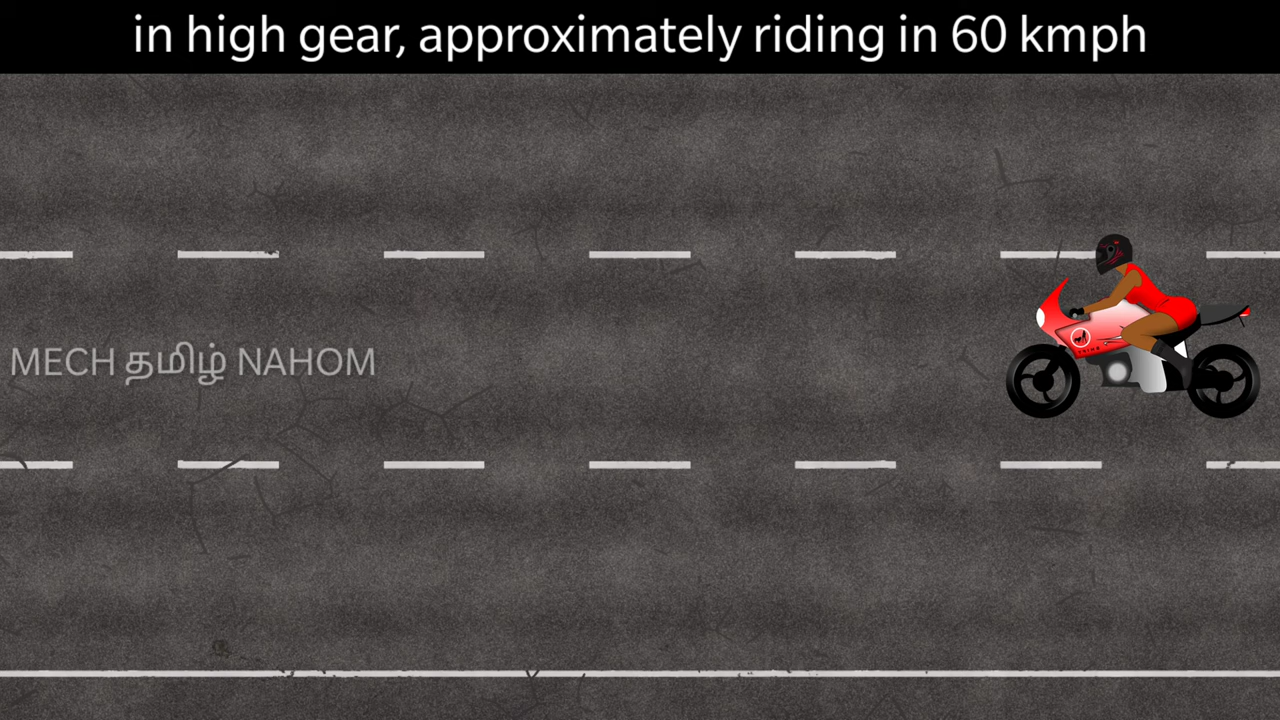 in high gear, approximately riding in 60 kmph
MECH தமிழ் NAHOM